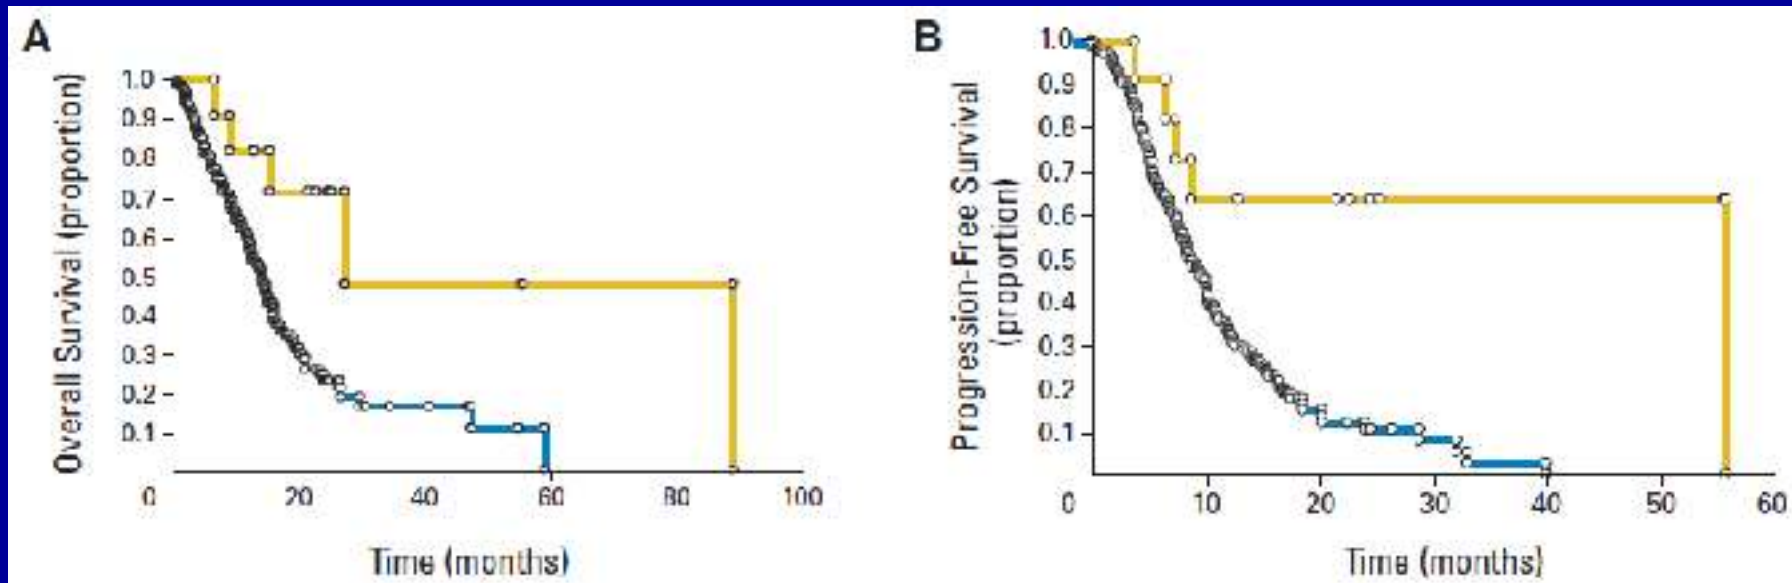 A
Overall Survival (proportion)
1.0
0.9
0.8
0.7
0.6
0.5
0.4
0.3
0.2
0.1
0 20 40 60 80 100
Time (months)
B
Progression-Free Survival
(proportion)
1.0
0.9
0.8
0.7
0.6
0.5
0.4
0.3
0.2
0.1
0 10 20 30 40 50 60
Time (months)